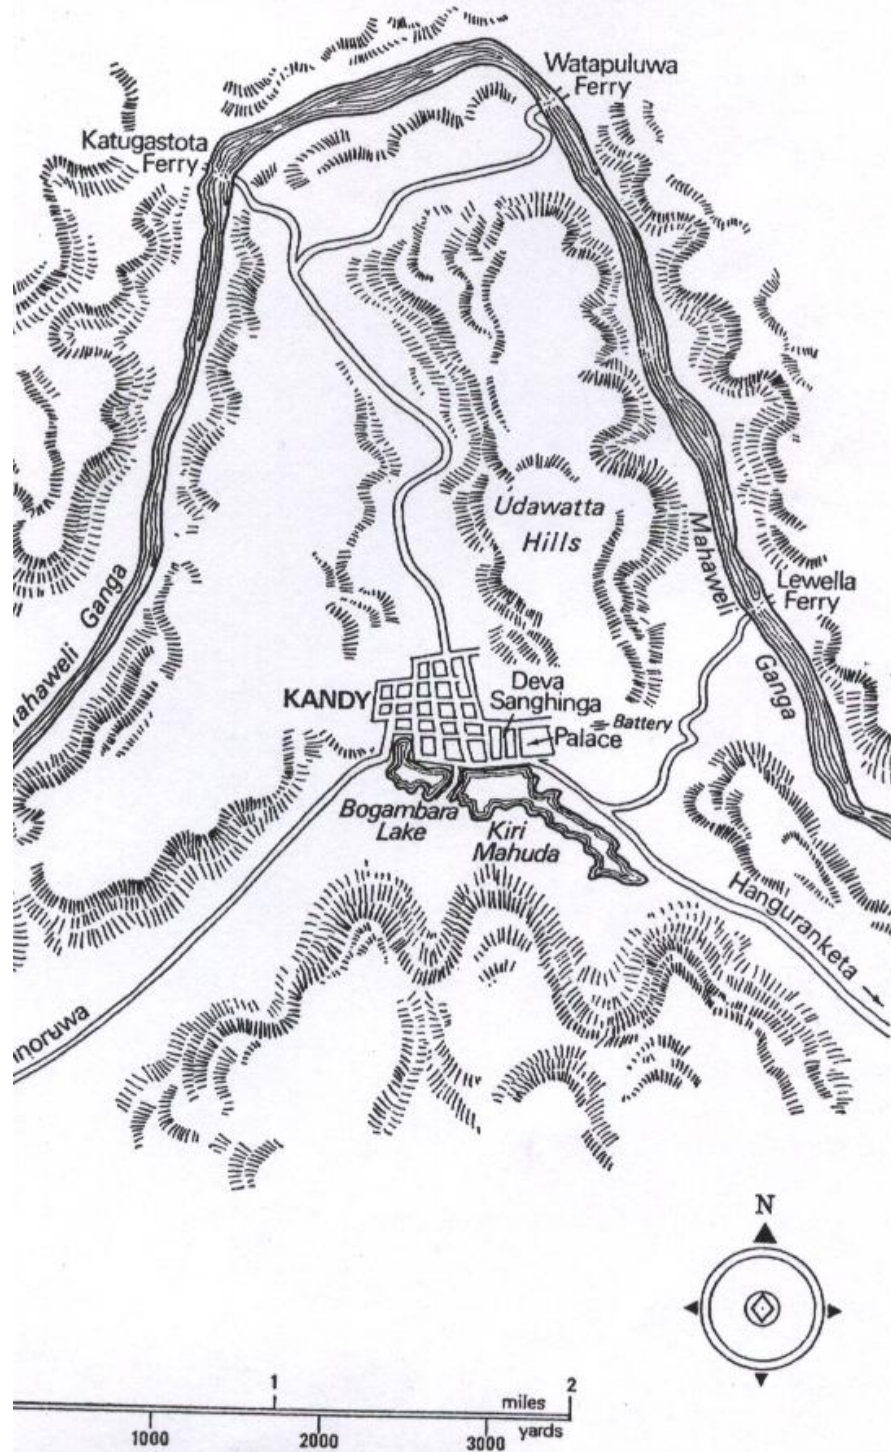 Watapuluwa
Ferry
Katugastota
Ferry
Udawatta
Hills
Mahaweli
Ganga
Lewella
Ferry
ahaweli Ganga
KANDY
Deva
Sanghinga
Battery
Palace
Bogambara
Lake
Kiri
Mahuda
Hanguranketa
noruwa
N
1
2
miles
yards
1000
2000
3000